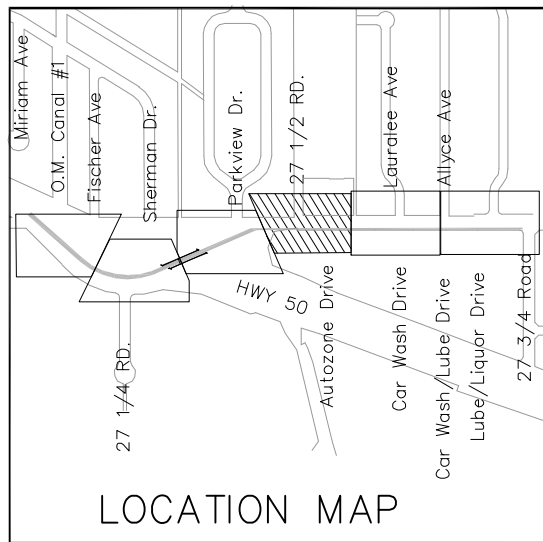 Miriam Ave
O.M. Canal #1
Fischer Ave
Sherman Dr.
Parkview Dr.
27 1/2 RD.
Lauralee Ave
Allyce Ave
HWY 50
27 1/4 RD.
Autozone Drive
Car Wash Drive
Car Wash/Lube Drive
Lube/Liquor Drive
27 3/4 Road
LOCATION MAP